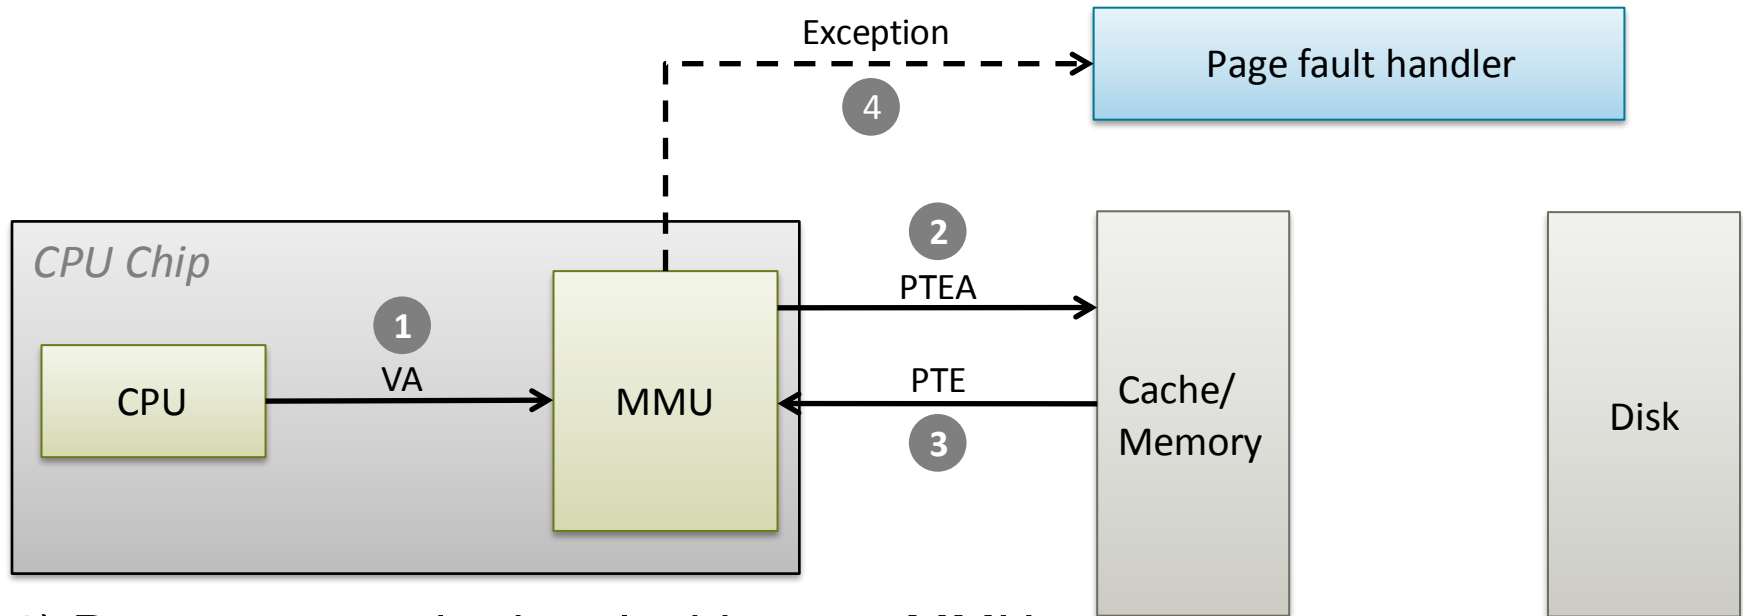 Exception
Page fault handler
4
CPU Chip
2
PTEA
1
VA
CPU
MMU
PTE
3
Cache/
Memory
Disk